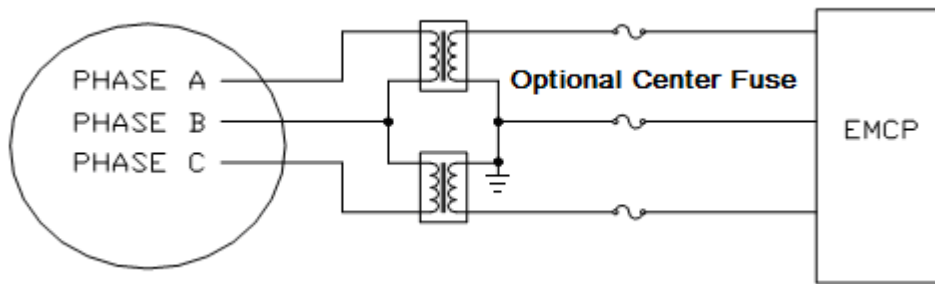 PHASE A
PHASE B
PHASE C
Optional Center Fuse
EMCP